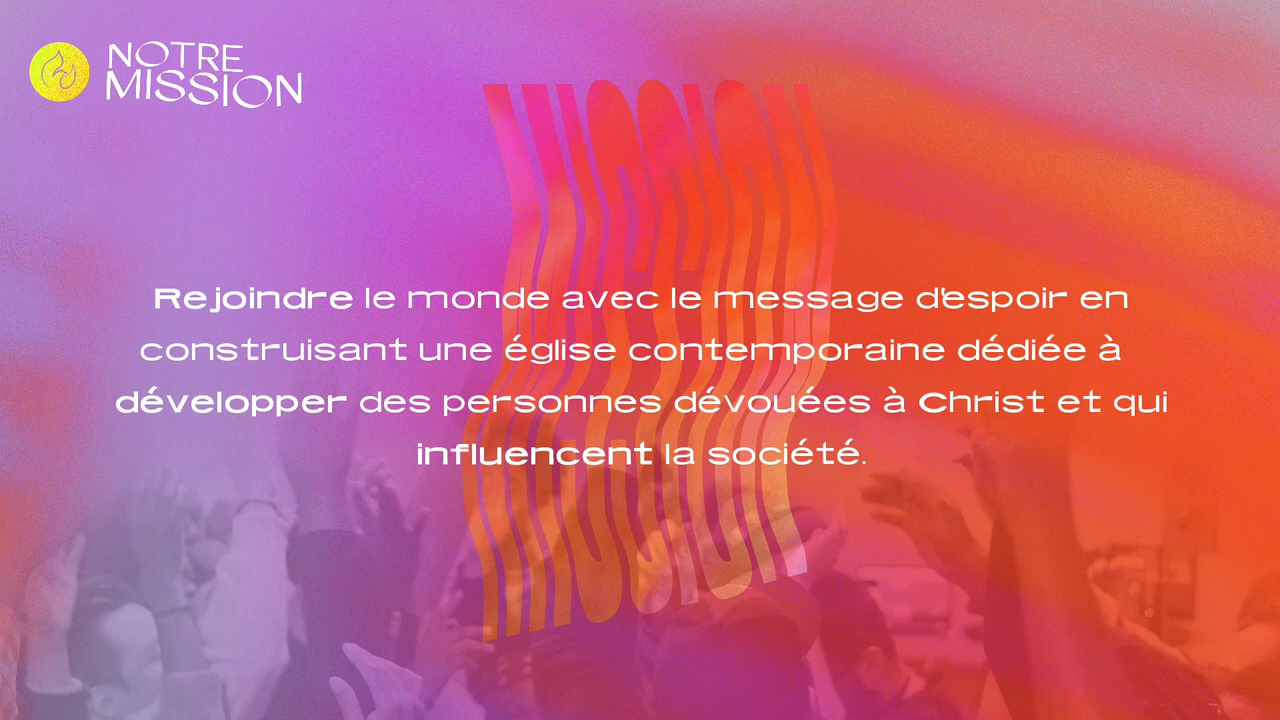 NOTRE
MISSION
MISSION
Rejoindre le monde avec le message d'espoir en
construisant une église contemporaine dédiée à
développer des personnes dévouées à Christ et qui
influencent la société.